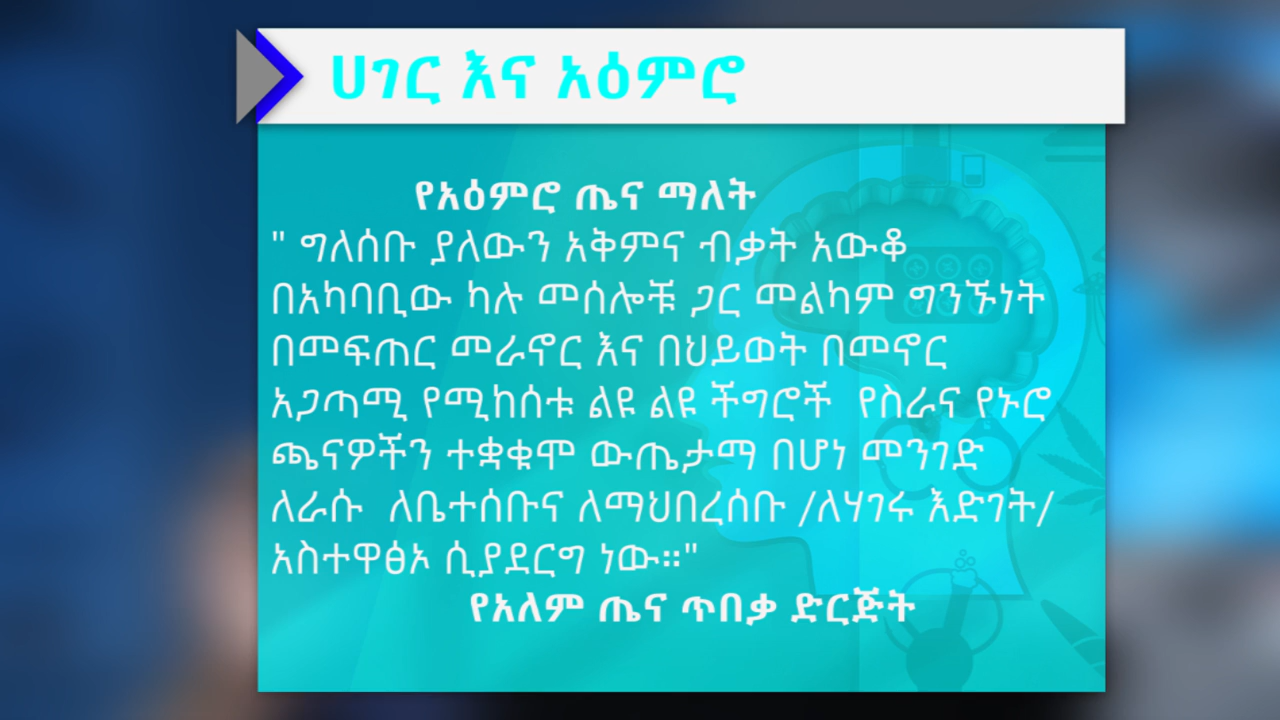 ሀገር እና አዕምሮ
የአዕምሮ ጤና ማለት
" ግለሰቡ ያለውን አቅምና ብቃት አውቆ
በአካባቢው ካሉ መሰሎቹ ጋር መልካም ግንኙነት
በመፍጠር መራኖር እና በህይወት በመኖር
አጋጣሚ የሚከሰቱ ልዩ ልዩ ችግሮች የስራና የኑሮ
ጫናዎችን ተቋቁሞ ውጤታማ በሆነ መንገድ
ለራሱ ለቤተሰቡና ለማህበረሰቡ /ለሃገሩ እድገት/
አስተዋፅኦ ሲያደርግ ነው።"
የአለም ጤና ጥበቃ ድርጅት